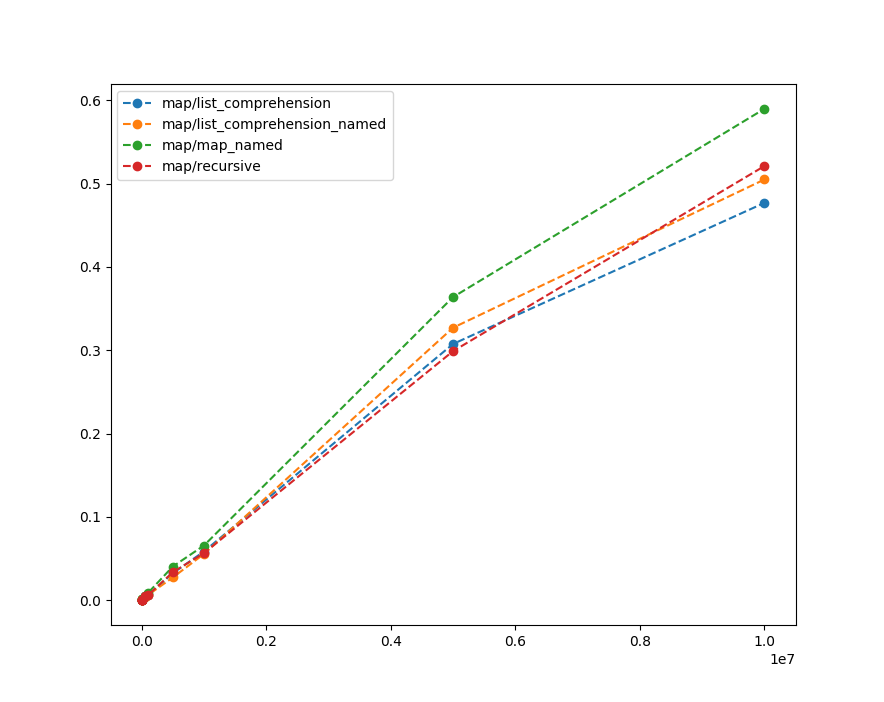 map/list_comprehension
map/list_comprehension_named
map/map_named
map/recursive
0.6
0.5
0.4
0.3
0.2
0.1
0.0
0.0 0.2 0.4 0.6 0.8 1.0
1e7